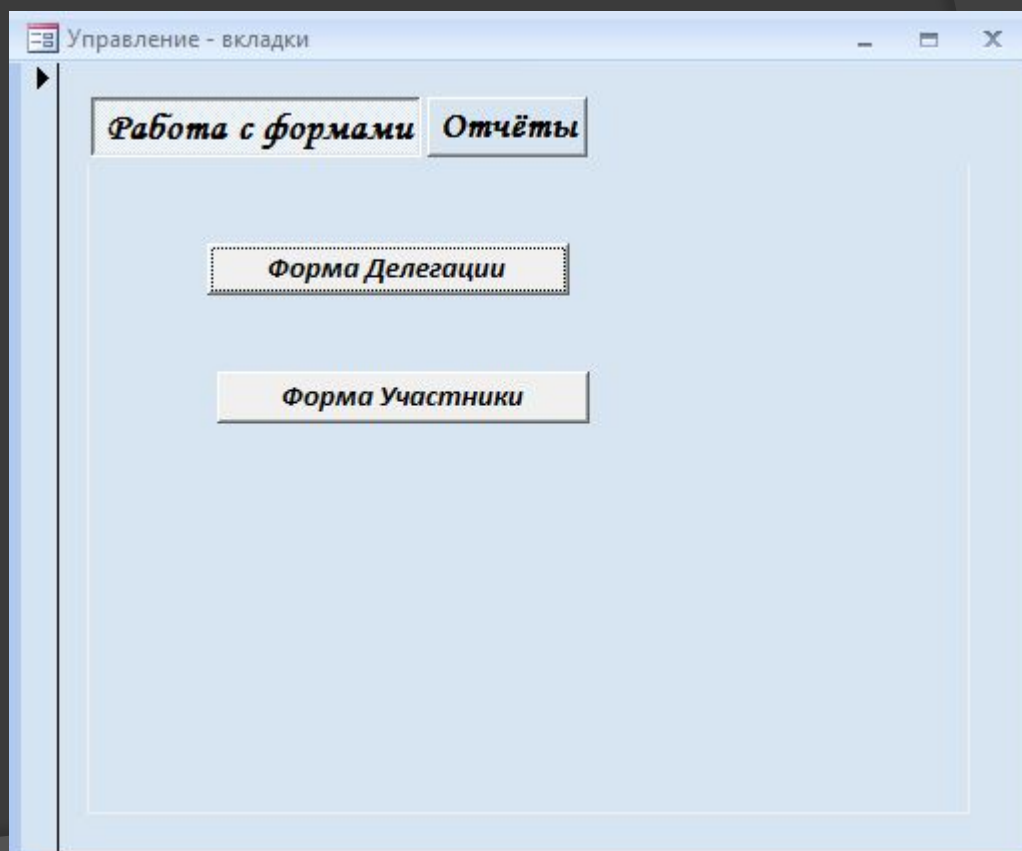 Управление - вкладки
Работа с формами Отчёты
Форма Делегации
Форма Участники